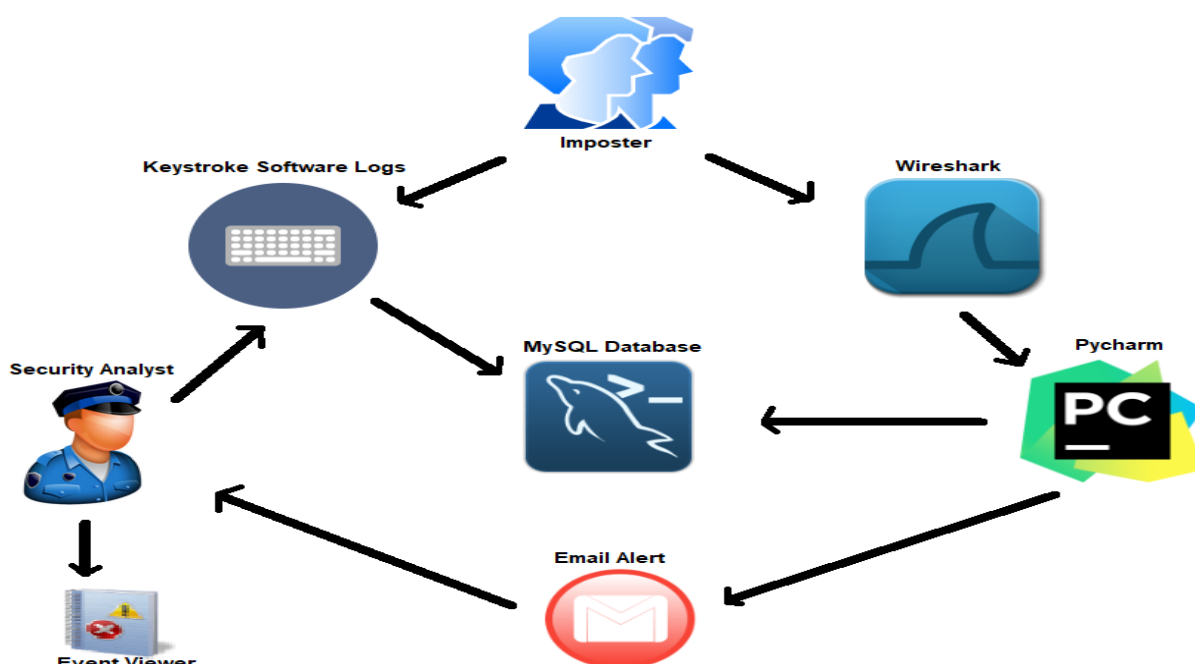 Imposter
Keystroke Software Logs
Wireshark
MySQL Database
Pycharm
PC
Security Analyst
Email Alert
Event Viewer